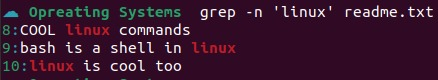 Opreating Systems grep -n 'linux' readme.txt
8:COOL linux commands
9:bash is a shell in linux
10:linux is cool too